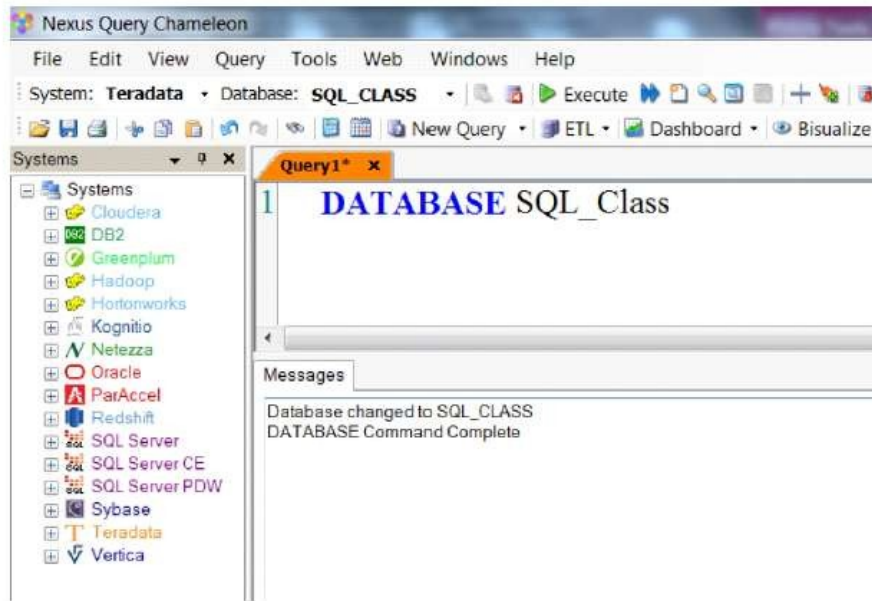 Nexus Query Chameleon
File Edit View Query Tools Web Windows Help
System: Teradata Database: SQL_CLASS Execute
New Query ETL Dashboard Bisualize
Systems
Query1* x
Systems
Cloudera
DB2 DB2
Greenplum
Hadoop
Hortonworks
Kognitio
Netezza
Oracle
ParAccel
Redshift
SQL Server
SQL Server CE
SQL Server PDW
Sybase
Teradata
Vertica
1 DATABASE SQL_Class
Messages
Database changed to SQL_CLASS
DATABASE Command Complete